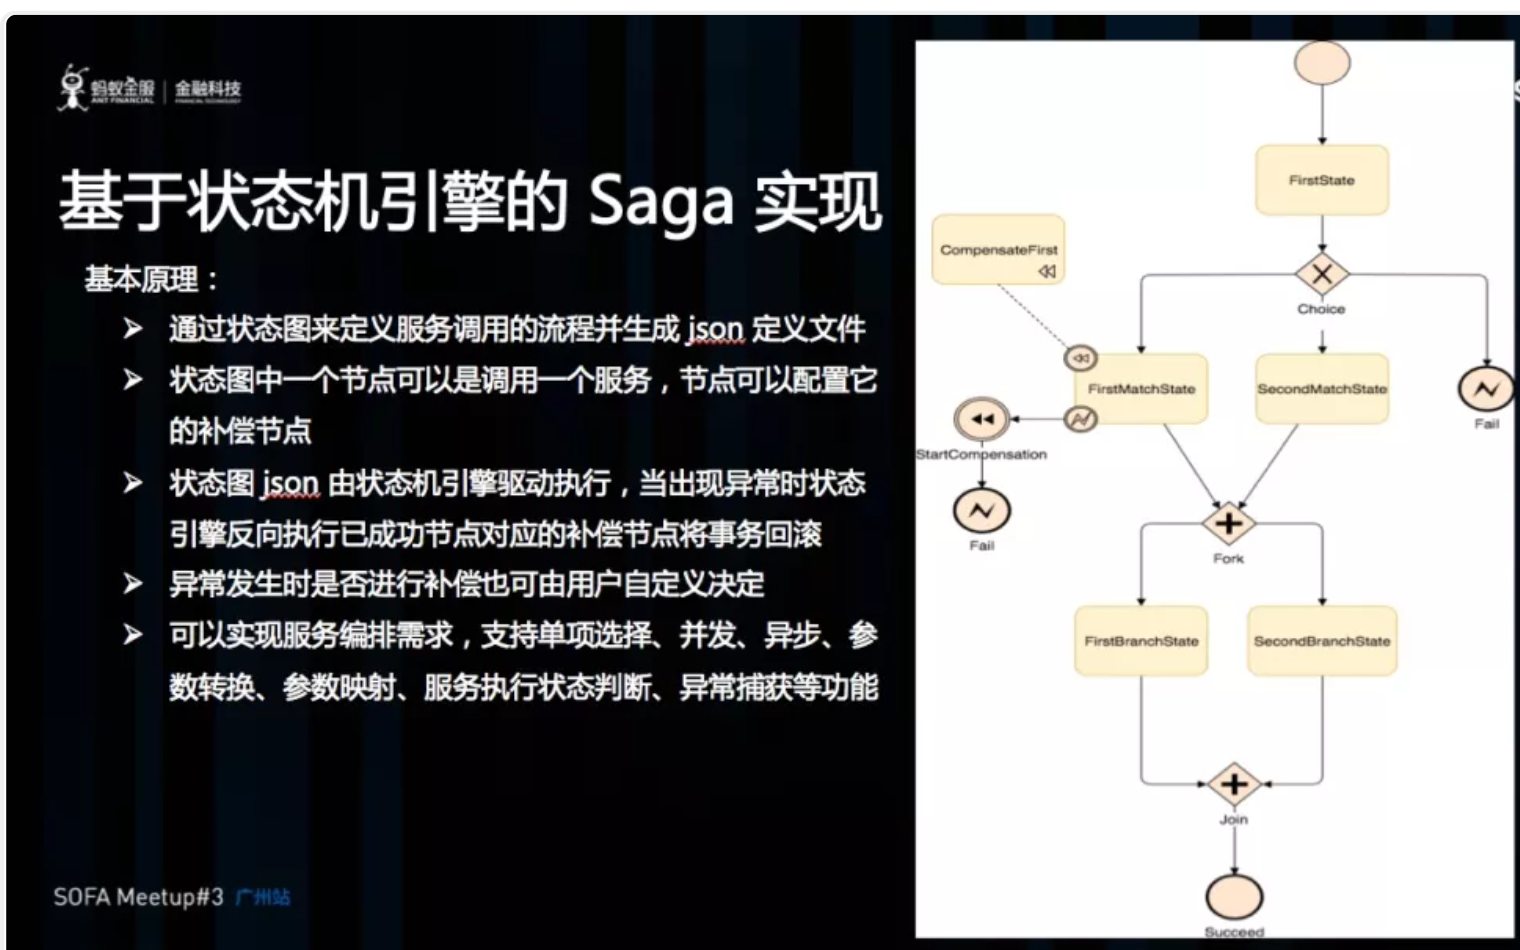 蚂蚁金服
ANT FINANCIAL
金融科技
FINANCIAL TECHNOLOGY
基于状态机引擎的 Saga 实现
基本原理：
➢ 通过状态图来定义服务调用的流程并生成 json 定义文件
➢ 状态图中一个节点可以是调用一个服务，节点可以配置它
的补偿节点
➢ 状态图 json 由状态机引擎驱动执行，当出现异常时状态
引擎反向执行已成功节点对应的补偿节点将事务回滚
➢ 异常发生时是否进行补偿也可由用户自定义决定
➢ 可以实现服务编排需求，支持单项选择、并发、异步、参
数转换、参数映射、服务执行状态判断、异常捕获等功能
SOFA Meetup#3 广州站
FirstState
CompensateFirst
Choice
FirstMatchState
SecondMatchState
Fail
StartCompensation
Fail
Fork
FirstBranchState
SecondBranchState
Join
Succeed